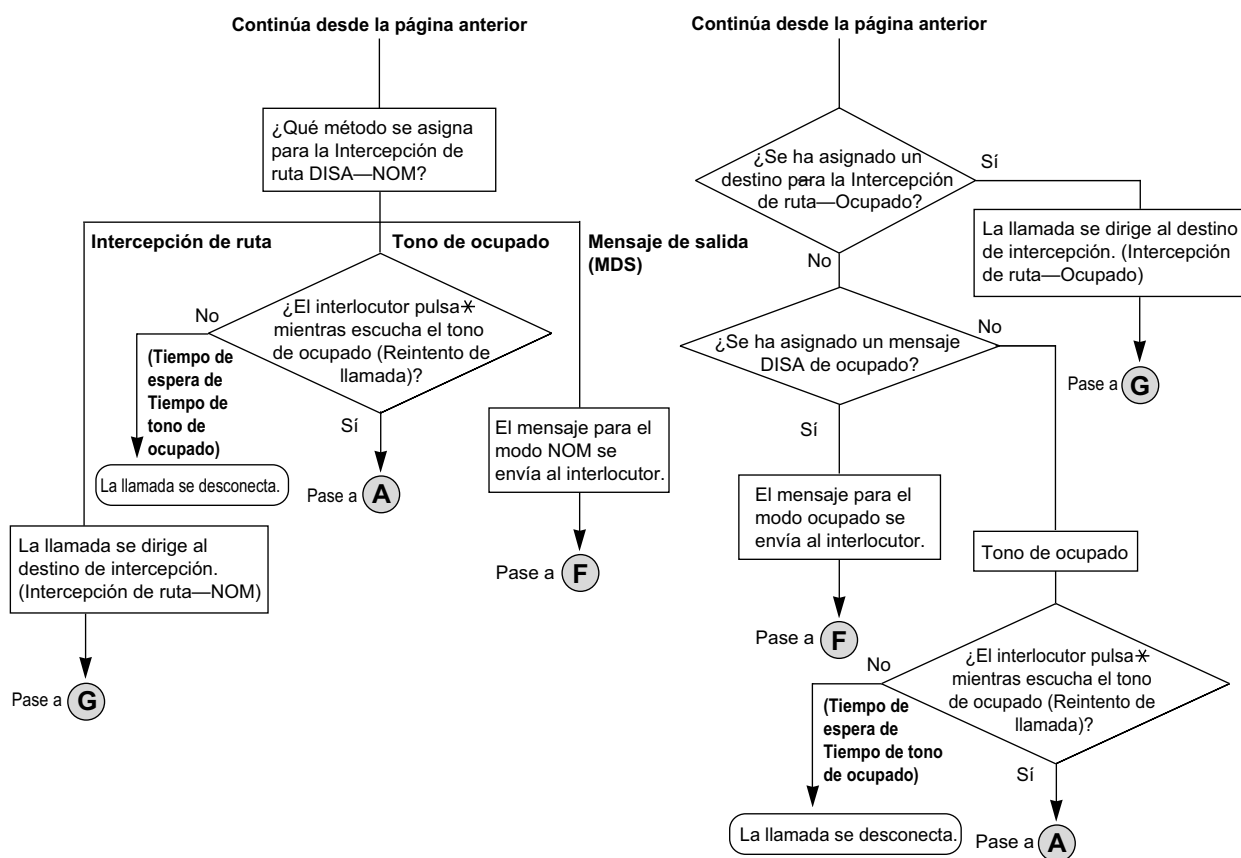 Continúa desde la página anterior
¿Qué método se asigna
para la Intercepción de
ruta DISA—NOM?
Intercepción de ruta
Tono de ocupado
Mensaje de salida
(MDS)
¿El interlocutor pulsa*
mientras escucha el tono
de ocupado (Reintento de
llamada)?
No
(Tiempo de
espera de
Tiempo de
tono de
ocupado)
La llamada se desconecta.
Sí
Pase a A
El mensaje para el
modo NOM se
envía al interlocutor.
Pase a F
La llamada se dirige al
destino de intercepción.
(Intercepción de ruta—NOM)
Pase a G
Continúa desde la página anterior
¿Se ha asignado un
destino para la Intercepción
de ruta—Ocupado?
Sí
La llamada se dirige al destino
de intercepción. (Intercepción
de ruta—Ocupado)
Pase a G
No
¿Se ha asignado un mensaje
DISA de ocupado?
No
Sí
El mensaje para el
modo ocupado se
envía al interlocutor.
Pase a F
Tono de ocupado
¿El interlocutor pulsa*
mientras escucha el tono
de ocupado (Reintento de
llamada)?
No
(Tiempo de
espera de
Tiempo de tono
de ocupado)
La llamada se desconecta.
Sí
Pase a A